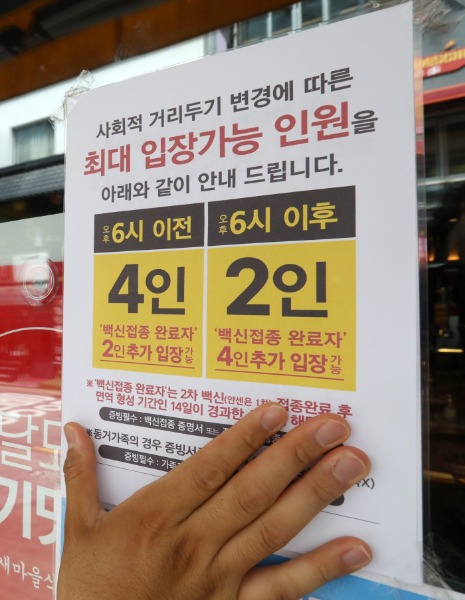 사회적 거리두기 변경에 따른
최대 입장가능 인원을
아래와 같이 안내 드립니다.
오후 6시 이전
오후 6시 이후
4인
'백신접종 완료자'
2인추가 입장가능
2인
'백신접종 완료자'
4인추가 입장가능
※'백신접종 완료자'는 2차 백신(얀센은 1차) 접종완료 후
면역 형성 기간인 14일이 경과한
증빙필수 : 백신접종 증명서 또는
※동거가족의 경우 증빙서
증빙필수 : 가족
X)
새마을식